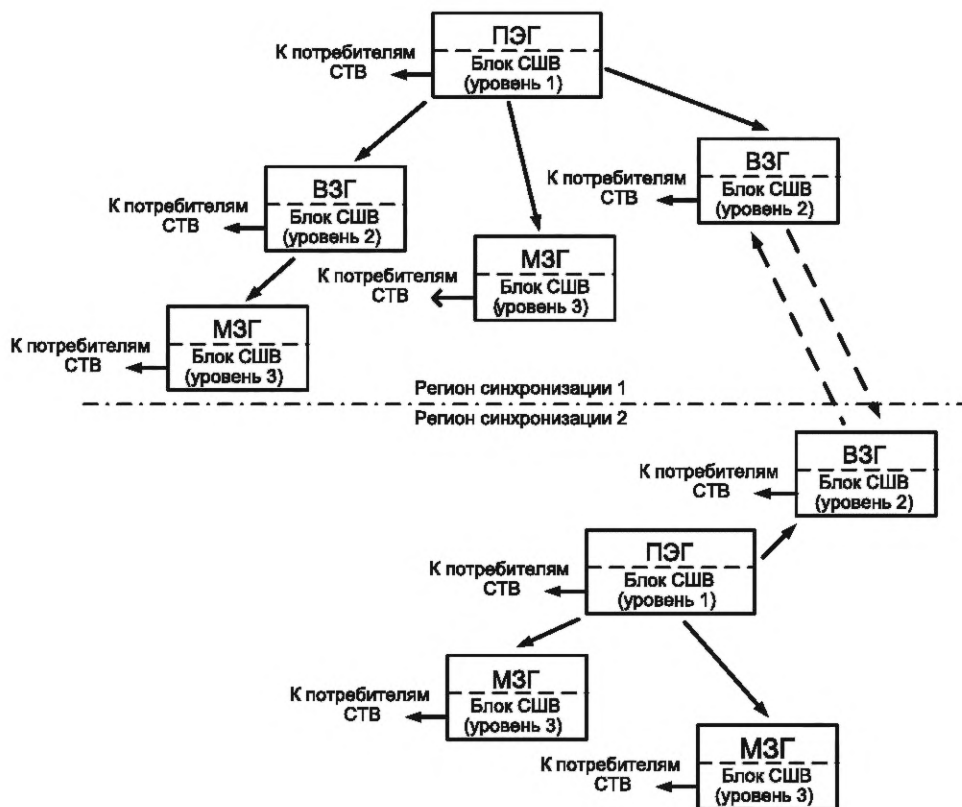 ПЭГ
К потребителям
СТВ
Блок СШВ
(уровень 1)
ВЗГ
К потребителям
СТВ
Блок СШВ
(уровень 2)
ВЗГ
К потребителям
СТВ
Блок СШВ
(уровень 2)
МЗГ
К потребителям
СТВ
Блок СШВ
(уровень 3)
МЗГ
К потребителям
СТВ
Блок СШВ
(уровень 3)
Регион синхронизации 1
Регион синхронизации 2
ВЗГ
К потребителям
СТВ
Блок СШВ
(уровень 2)
ПЭГ
К потребителям
СТВ
Блок СШВ
(уровень 1)
МЗГ
К потребителям
СТВ
Блок СШВ
(уровень 3)
МЗГ
К потребителям
СТВ
Блок СШВ
(уровень 3)